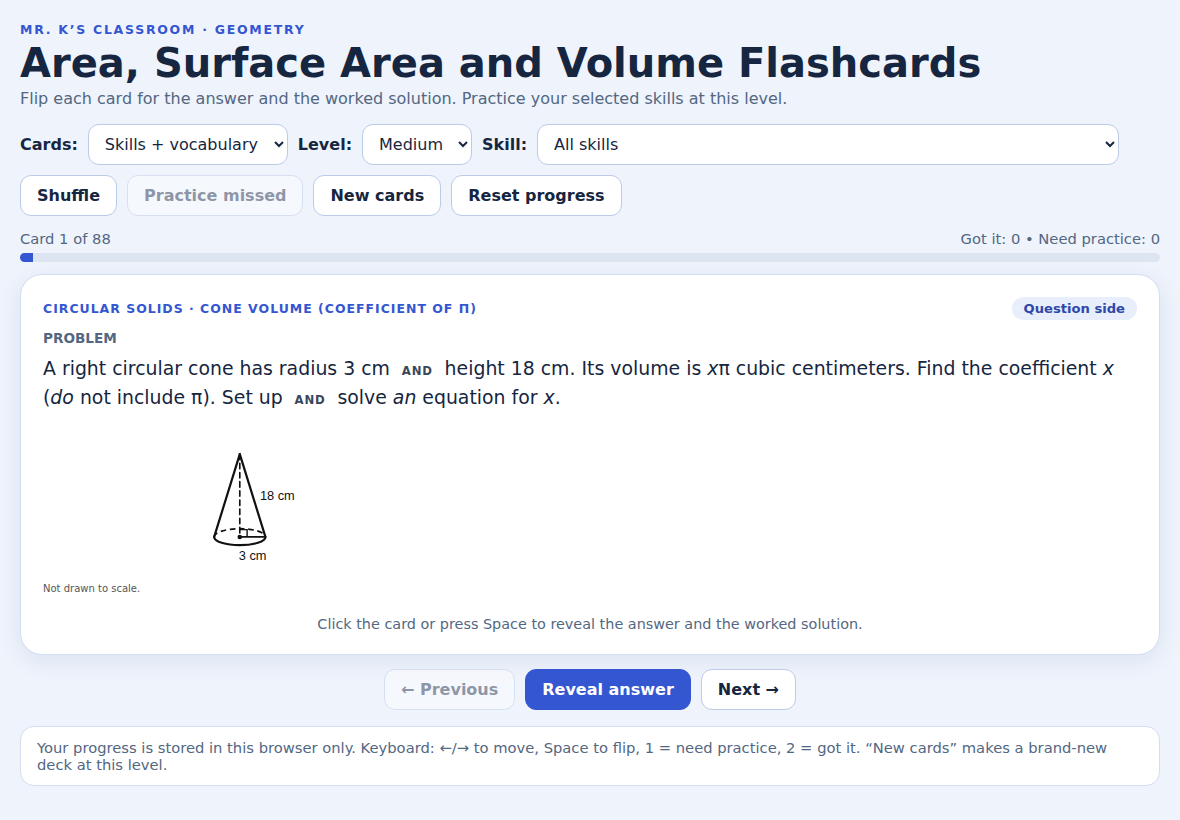 MR. K’S CLASSROOM · GEOMETRY
Area, Surface Area and Volume Flashcards
Flip each card for the answer and the worked solution. Practice your selected skills at this level.
Cards: Skills + vocabulary Level: Medium Skill: All skills
Shuffle Practice missed New cards Reset progress
Card 1 of 88 Got it: 0 • Need practice: 0
CIRCULAR SOLIDS · CONE VOLUME (COEFFICIENT OF Π) Question side
PROBLEM
A right circular cone has radius 3 cm AND height 18 cm. Its volume is xπ cubic centimeters. Find the coefficient x
(do not include π). Set up AND solve an equation for x.
18 cm
3 cm
Not drawn to scale.
Click the card or press Space to reveal the answer and the worked solution.
← Previous Reveal answer Next →
Your progress is stored in this browser only. Keyboard: ←/→ to move, Space to flip, 1 = need practice, 2 = got it. “New cards” makes a brand-new
deck at this level.